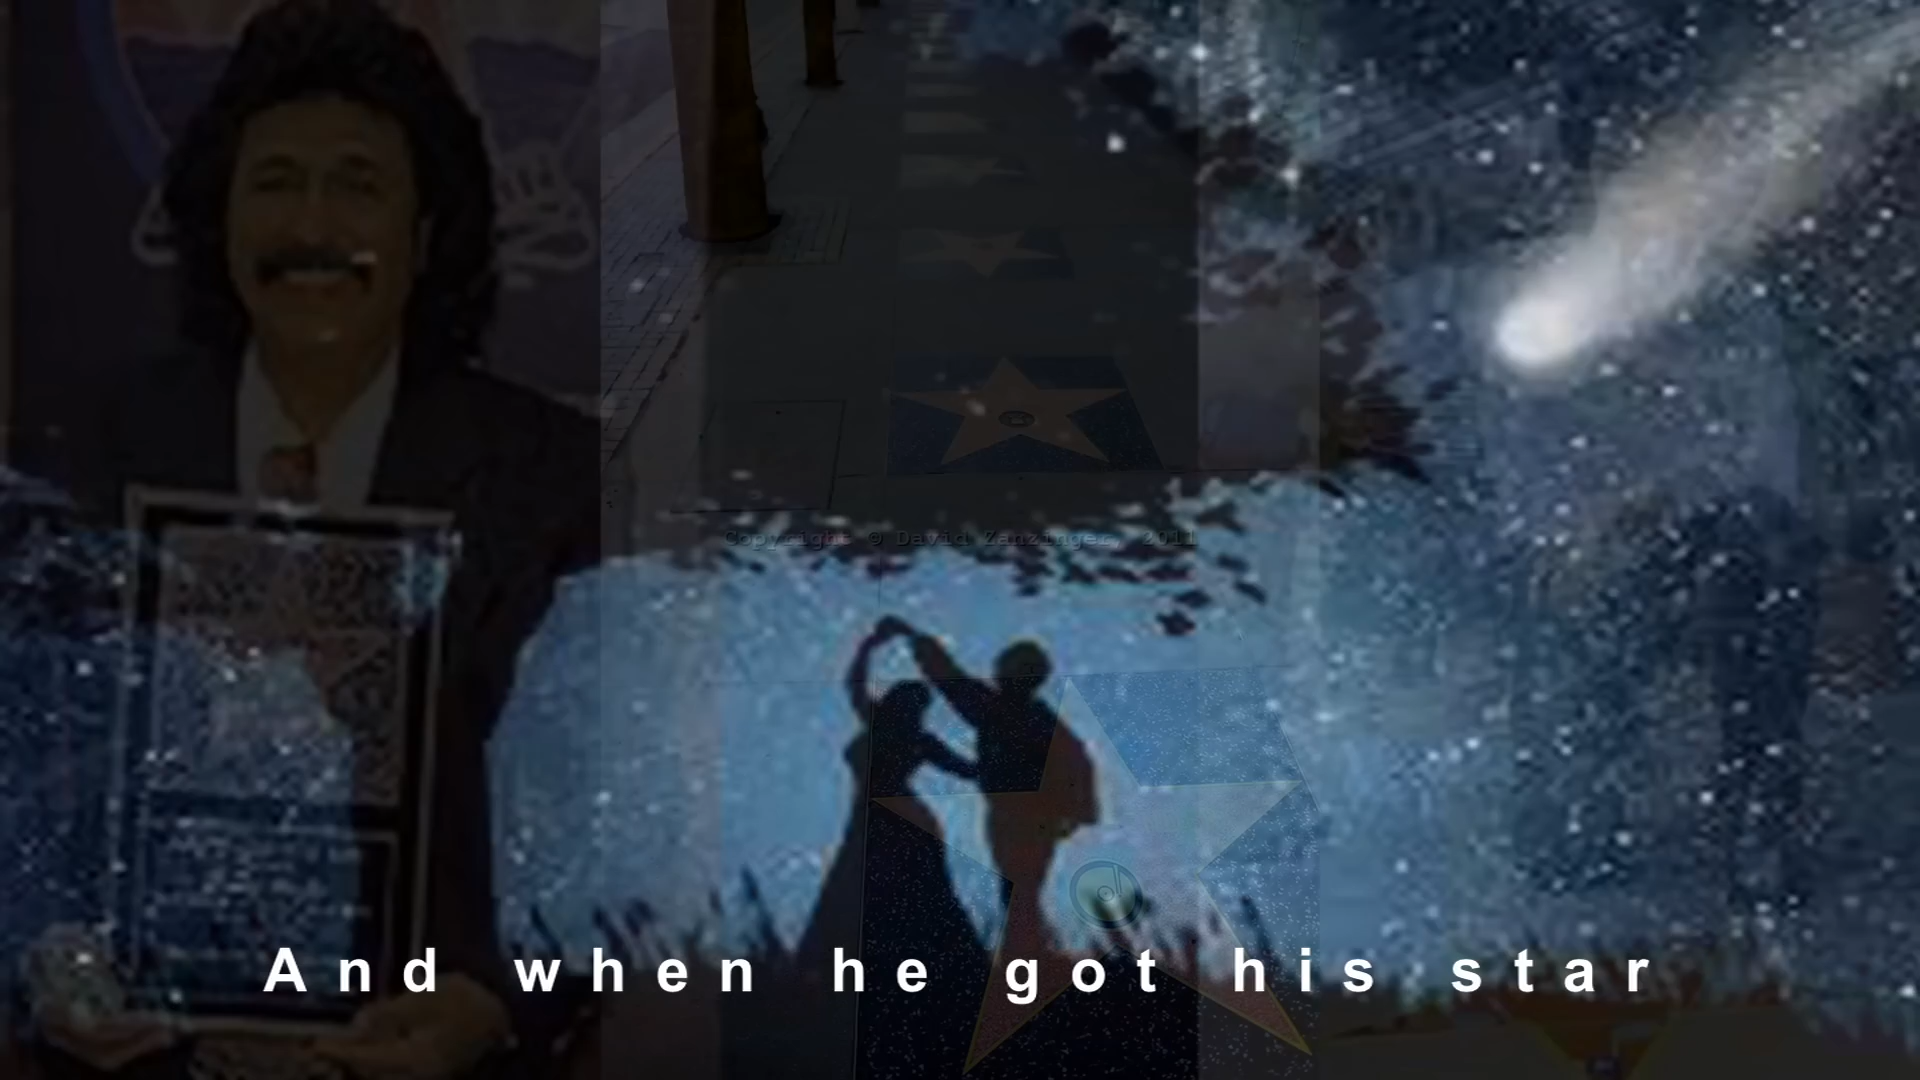 Copyright © David Zanzinger, 2011
And when he got his star